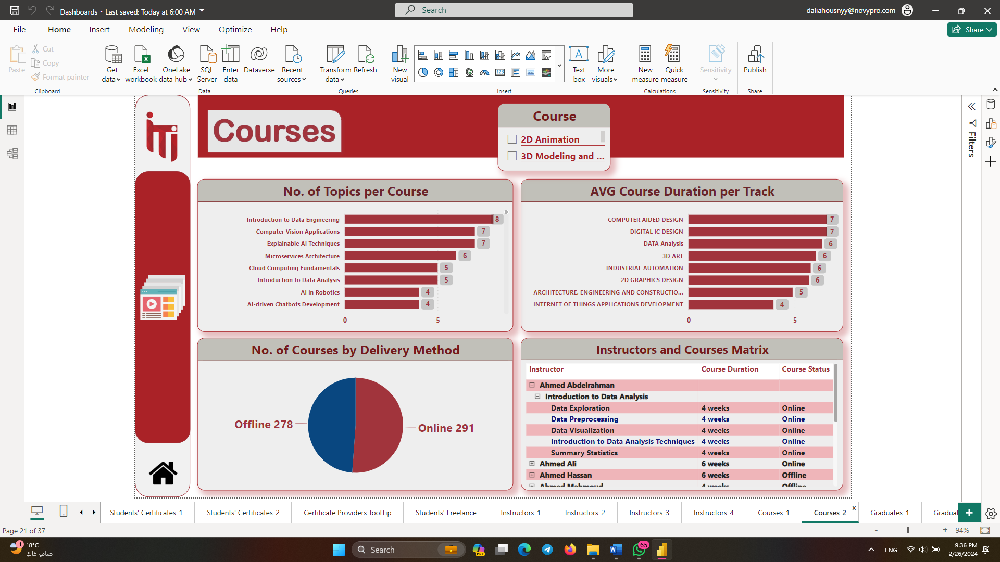 Dashboards • Last saved: Today at 6:00 AM
Search
daliahousnyy@novypro.com
File Home Insert Modeling View Optimize Help
Share
Paste
Cut
Copy
Format painter
Clipboard
Get data
Excel workbook
OneLake data hub
SQL Server
Enter data
Dataverse
Recent sources
Data
Transform data
Refresh
Queries
New visual
123
Insert
A
Text box
More visuals
New measure
Quick measure
Calculations
Sensitivity
Sensitivity
Publish
Share
Filters
iTi
Courses
Course
2D Animation
3D Modeling and ...
No. of Topics per Course
Introduction to Data Engineering 8
Computer Vision Applications 7
Explainable AI Techniques 7
Microservices Architecture 6
Cloud Computing Fundamentals 5
Introduction to Data Analysis 5
AI in Robotics 4
AI-driven Chatbots Development 4
0 5
AVG Course Duration per Track
COMPUTER AIDED DESIGN 7
DIGITAL IC DESIGN 7
DATA Analysis 6
3D ART 6
INDUSTRIAL AUTOMATION 6
2D GRAPHICS DESIGN 6
ARCHITECTURE, ENGINEERING AND CONSTRUCTIO... 5
INTERNET OF THINGS APPLICATIONS DEVELOPMENT 4
0 5
No. of Courses by Delivery Method
Offline 278
Online 291
Instructors and Courses Matrix
Instructor Course Duration Course Status
Ahmed Abdelrahman
Introduction to Data Analysis
Data Exploration 4 weeks Online
Data Preprocessing 4 weeks Online
Data Visualization 4 weeks Online
Introduction to Data Analysis Techniques 4 weeks Online
Summary Statistics 4 weeks Online
Ahmed Ali 6 weeks Online
Ahmed Hassan 6 weeks Offline
Ahmed Mahmoud 4 weeks Offline
Students' Certificates_1 Students' Certificates_2 Certificate Providers ToolTip Students' Freelance Instructors_1 Instructors_2 Instructors_3 Instructors_4 Courses_1 Courses_2 x Graduates_1 Graduat
Page 21 of 37
- + 94%
1
18°C
صافٍ غالبًا
Search
PRE
W
65
ENG
9:36 PM
2/26/2024